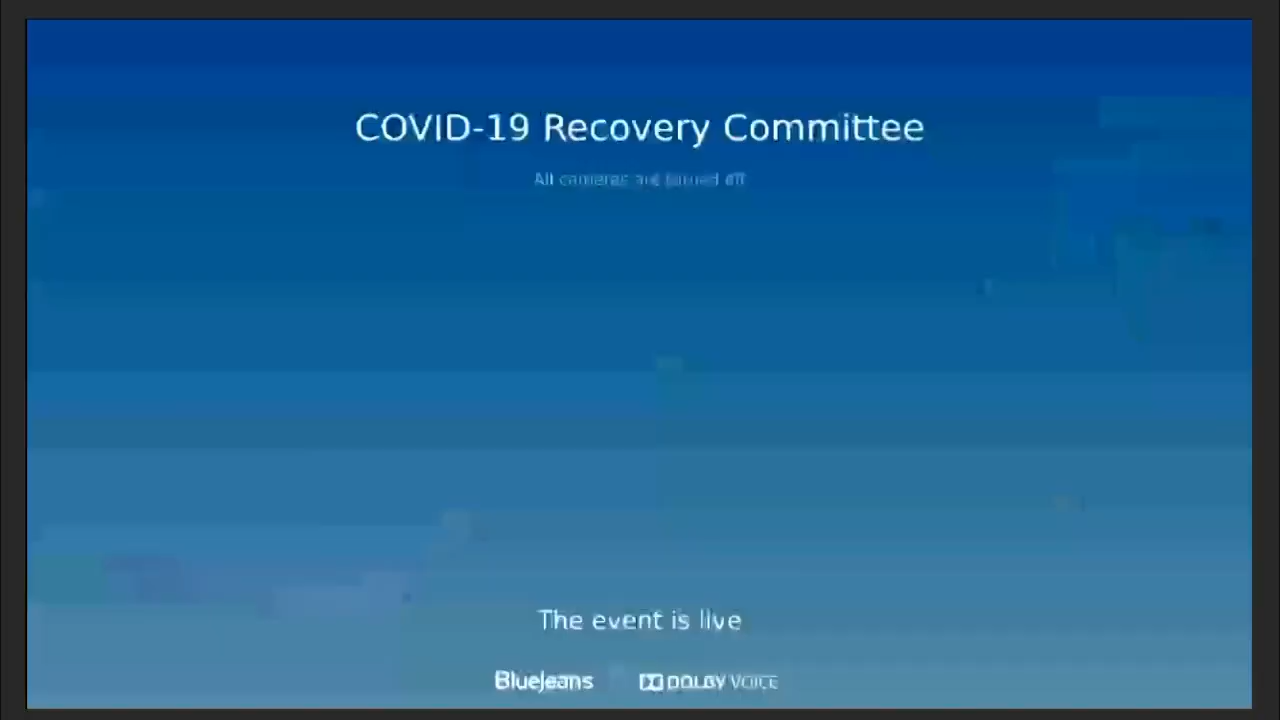 COVID-19 Recovery Committee
All cameras are turned off
The event is live
BlueJeans DOLBY VOICE